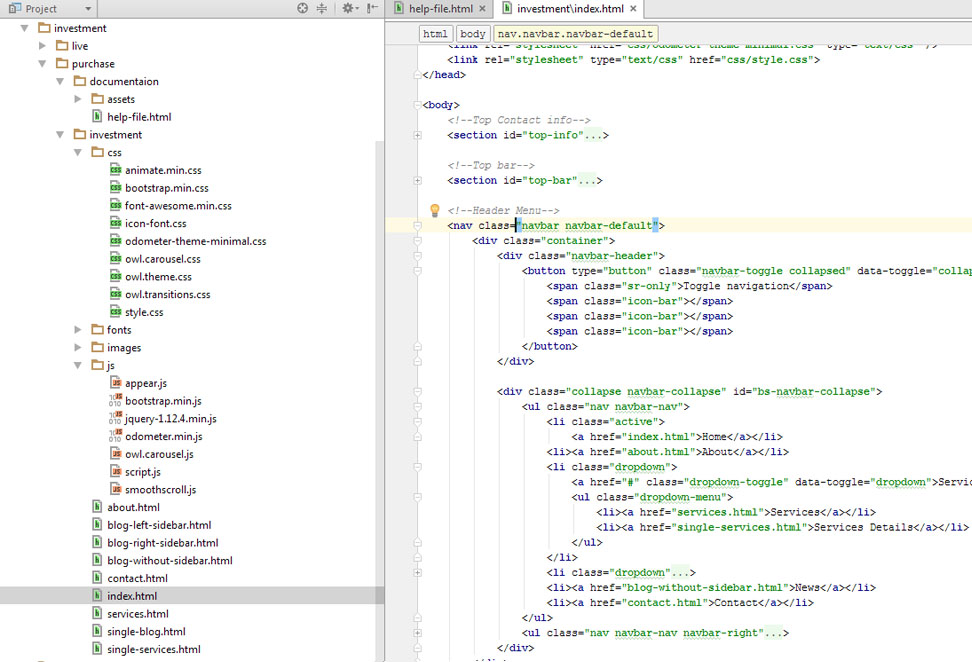 Project
investment
live
purchase
documentaion
assets
help-file.html
investment
css
animate.min.css
bootstrap.min.css
font-awesome.min.css
icon-font.css
odometer-theme-minimal.css
owl.carousel.css
owl.theme.css
owl.transitions.css
style.css
fonts
images
js
appear.js
bootstrap.min.js
jquery-1.12.4.min.js
odometer.min.js
owl.carousel.js
script.js
smoothscroll.js
about.html
blog-left-sidebar.html
blog-right-sidebar.html
blog-without-sidebar.html
contact.html
index.html
services.html
single-blog.html
single-services.html
help-file.html
investment\index.html
html body nav.navbar.navbar-default
<link rel="stylesheet" href="css/odometer-theme-minimal.css" type="text/css" />
<link rel="stylesheet" type="text/css" href="css/style.css">
</head>
<body>
<!--Top Contact info-->
<section id="top-info"...>
<!--Top bar-->
<section id="top-bar"...>
<!--Header Menu-->
<nav class="navbar navbar-default">
<div class="container">
<div class="navbar-header">
<button type="button" class="navbar-toggle collapsed" data-toggle="collap
<span class="sr-only">Toggle navigation</span>
<span class="icon-bar"></span>
<span class="icon-bar"></span>
<span class="icon-bar"></span>
</button>
</div>
<div class="collapse navbar-collapse" id="bs-navbar-collapse">
<ul class="nav navbar-nav">
<li class="active">
<a href="index.html">Home</a></li>
<li><a href="about.html">About</a></li>
<li class="dropdown">
<a href="#" class="dropdown-toggle" data-toggle="dropdown">Servic
<ul class="dropdown-menu">
<li><a href="services.html">Services</a></li>
<li><a href="single-services.html">Services Details</a></li>
</ul>
</li>
<li class="dropdown"...>
<li><a href="blog-without-sidebar.html">News</a></li>
<li><a href="contact.html">Contact</a></li>
</ul>
<ul class="nav navbar-nav navbar-right"...>
</div>